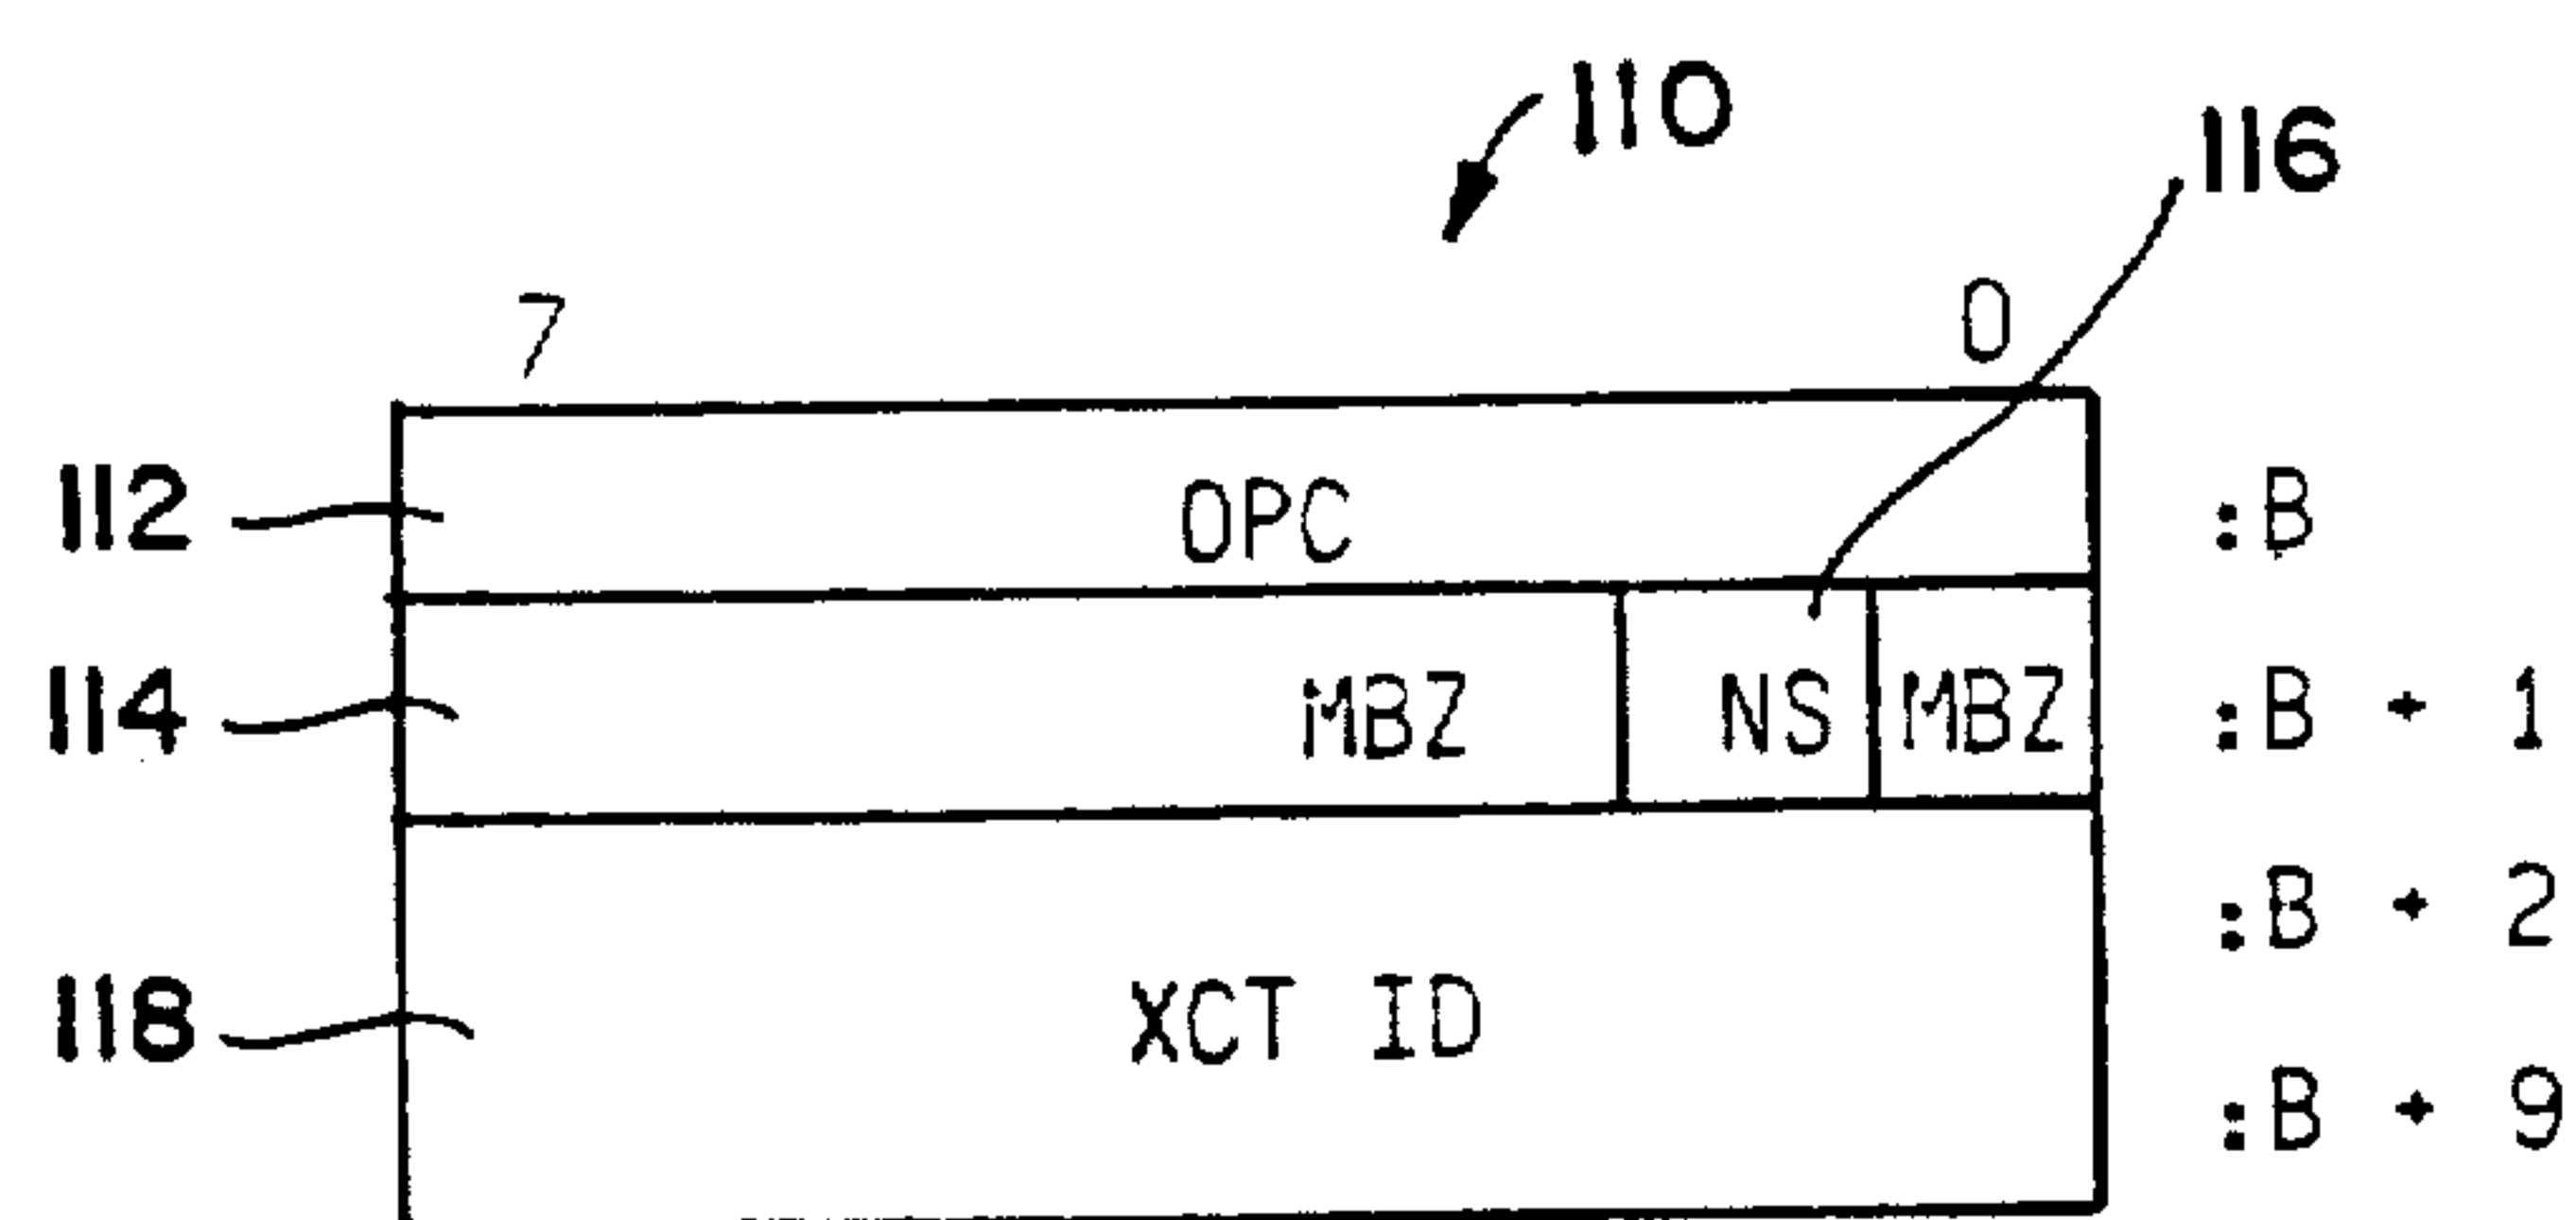 110
116
7 0
112 OPC :B
114 MBZ NS MBZ :B + 1
:B + 2
118 XCT ID
:B + 9